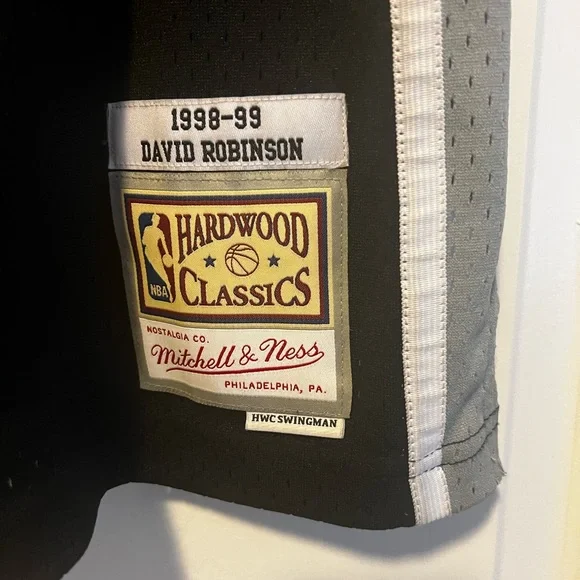 1998-99
DAVID ROBINSON
HARDWOOD
CLASSICS
NBA
NOSTALGIA CO.
Mitchell & Ness
PHILADELPHIA, PA.
HWC SWINGMAN